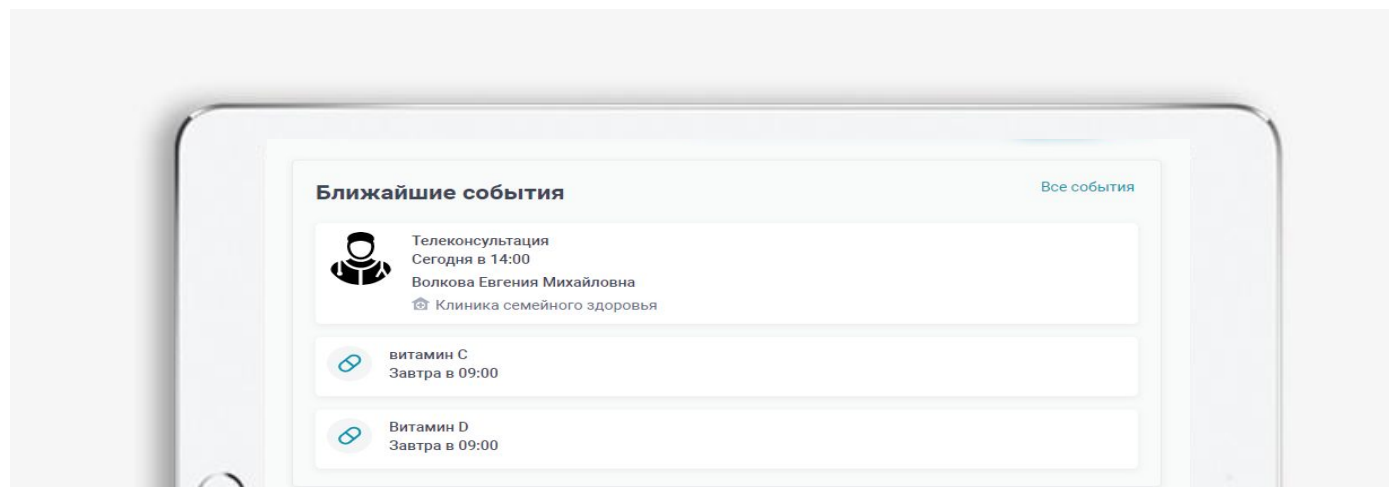 Ближайшие события
Все события
Телеконсультация
Сегодня в 14:00
Волкова Евгения Михайловна
Клиника семейного здоровья
витамин С
Завтра в 09:00
Витамин D
Завтра в 09:00